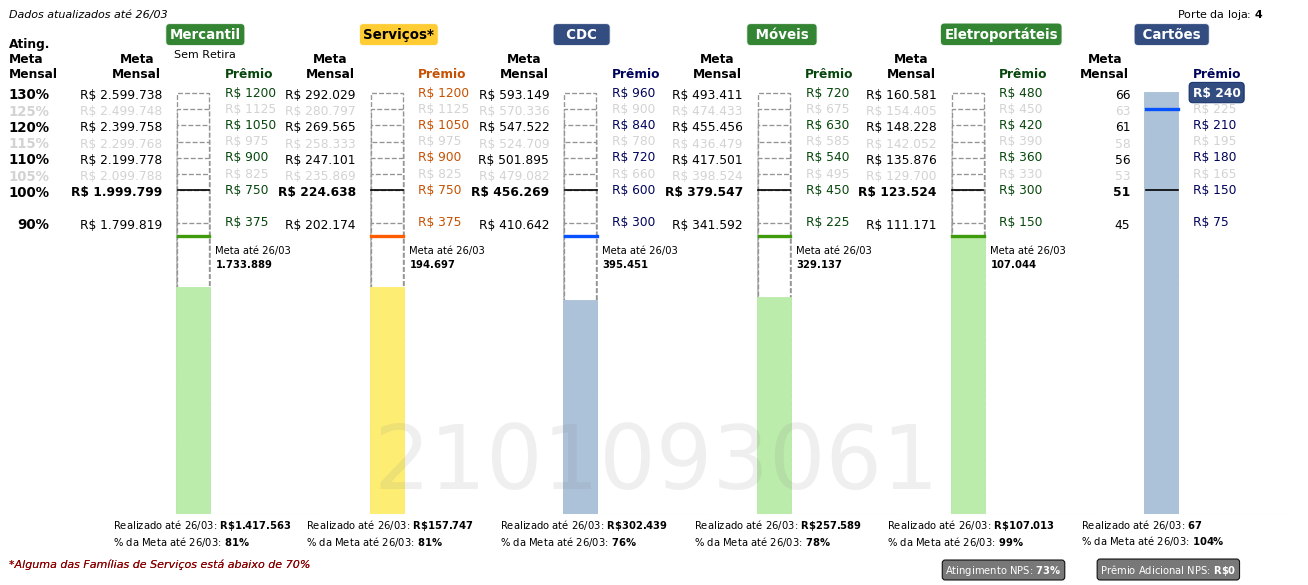 Dados atualizados até 26/03
Porte da loja: 4
Mercantil Serviços* CDC Móveis Eletroportáteis Cartões
Sem Retira
Ating. Meta Mensal
Meta Mensal Prêmio Meta Mensal Prêmio Meta Mensal Prêmio Meta Mensal Prêmio Meta Mensal Prêmio Meta Mensal Prêmio
130% R$ 2.599.738 R$ 1200 R$ 292.029 R$ 1200 R$ 593.149 R$ 960 R$ 493.411 R$ 720 R$ 160.581 R$ 480 66 R$ 240
125% R$ 2.499.748 R$ 1125 R$ 280.797 R$ 1125 R$ 570.336 R$ 900 R$ 474.433 R$ 675 R$ 154.405 R$ 450 63 R$ 225
120% R$ 2.399.758 R$ 1050 R$ 269.565 R$ 1050 R$ 547.522 R$ 840 R$ 455.456 R$ 630 R$ 148.228 R$ 420 61 R$ 210
115% R$ 2.299.768 R$ 975 R$ 258.333 R$ 975 R$ 524.709 R$ 780 R$ 436.479 R$ 585 R$ 142.052 R$ 390 58 R$ 195
110% R$ 2.199.778 R$ 900 R$ 247.101 R$ 900 R$ 501.895 R$ 720 R$ 417.501 R$ 540 R$ 135.876 R$ 360 56 R$ 180
105% R$ 2.099.788 R$ 825 R$ 235.869 R$ 825 R$ 479.082 R$ 660 R$ 398.524 R$ 495 R$ 129.700 R$ 330 53 R$ 165
100% R$ 1.999.799 R$ 750 R$ 224.638 R$ 750 R$ 456.269 R$ 600 R$ 379.547 R$ 450 R$ 123.524 R$ 300 51 R$ 150
90% R$ 1.799.819 R$ 375 R$ 202.174 R$ 375 R$ 410.642 R$ 300 R$ 341.592 R$ 225 R$ 111.171 R$ 150 45 R$ 75
Meta até 26/03 Meta até 26/03 Meta até 26/03 Meta até 26/03 Meta até 26/03
1.733.889 194.697 395.451 329.137 107.044
2101093061
Realizado até 26/03: R$1.417.563 Realizado até 26/03: R$157.747 Realizado até 26/03: R$302.439 Realizado até 26/03: R$257.589 Realizado até 26/03: R$107.013 Realizado até 26/03: 67
% da Meta até 26/03: 81% % da Meta até 26/03: 81% % da Meta até 26/03: 76% % da Meta até 26/03: 78% % da Meta até 26/03: 99% % da Meta até 26/03: 104%
*Alguma das Famílias de Serviços está abaixo de 70%
Atingimento NPS: 73% Prêmio Adicional NPS: R$0